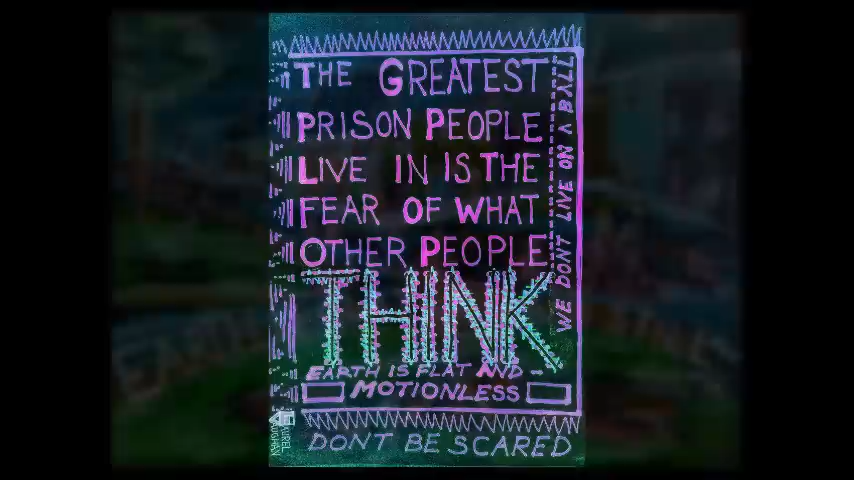 THE GREATEST
PRISON PEOPLE
LIVE IN IS THE
FEAR OF WHAT
OTHER PEOPLE
THINK
EARTH IS FLAT AND -
MOTIONLESS
DONT BE SCARED
WE DONT LIVE ON A BALL